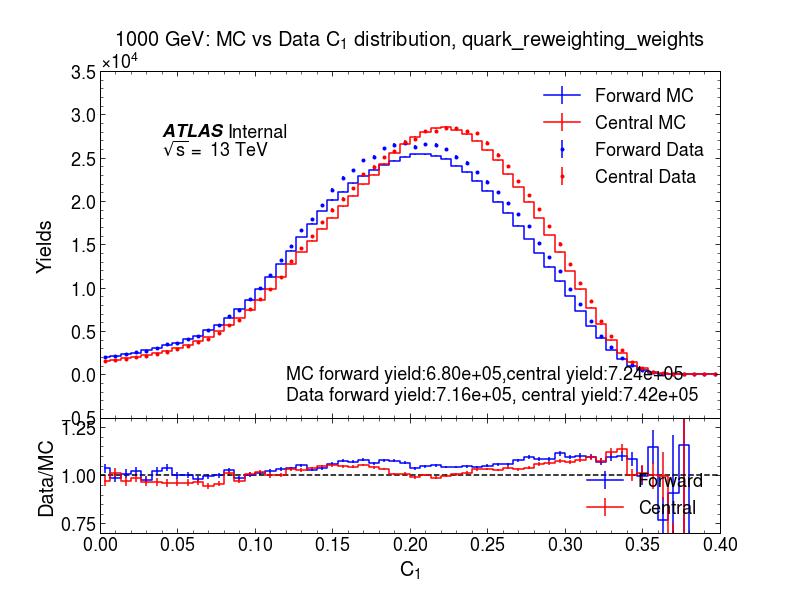 1000 GeV: MC vs Data C₁ distribution, quark_reweighting_weights
×10⁴
3.5
3.0
2.5
2.0
1.5
1.0
0.5
0.0
0.5
Yields
ATLAS Internal
√s = 13 TeV
Forward MC
Central MC
Forward Data
Central Data
MC forward yield:6.80e+05,central yield:7.24e+05
Data forward yield:7.16e+05, central yield:7.42e+05
1.25
1.00
0.75
Data/MC
Forward
Central
0.00 0.05 0.10 0.15 0.20 0.25 0.30 0.35 0.40
C₁